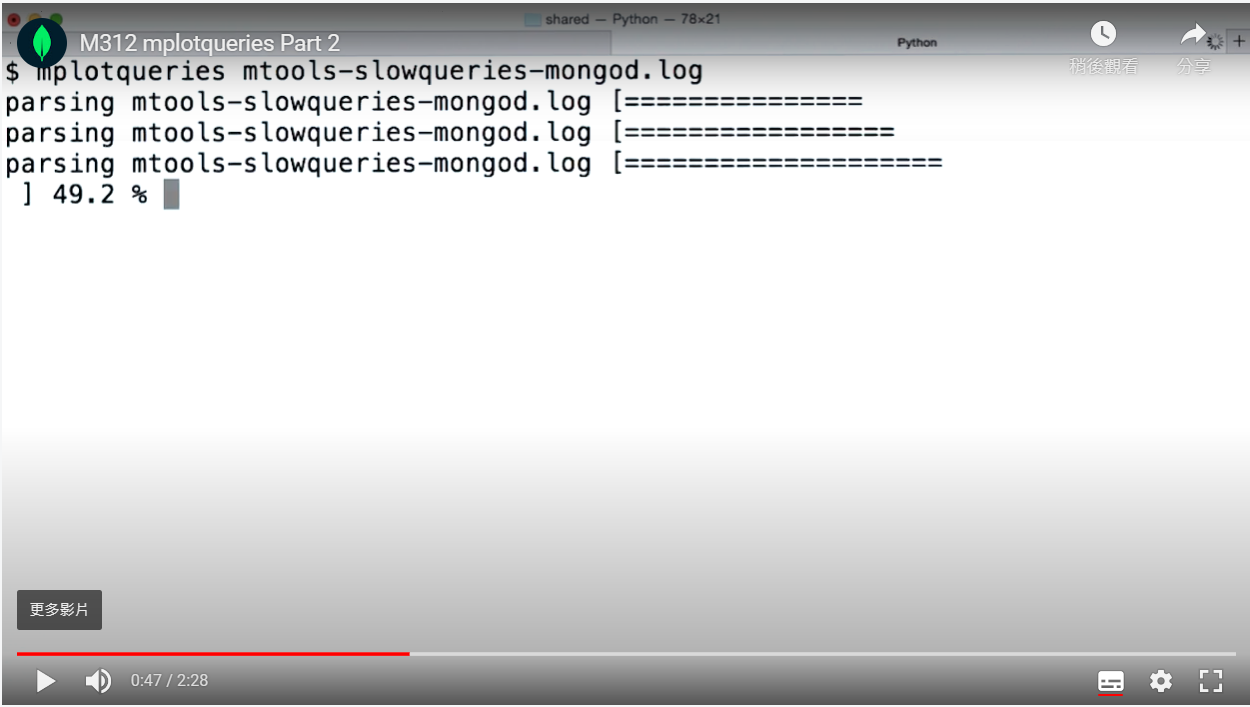 shared — Python — 78×21
M312 mplotqueries Part 2
Python
+
稍後觀看
分享
$ mplotqueries mtools-slowqueries-mongod.log
parsing mtools-slowqueries-mongod.log [===============
parsing mtools-slowqueries-mongod.log [=================
parsing mtools-slowqueries-mongod.log [====================
] 49.2 %
更多影片
0:47 / 2:28